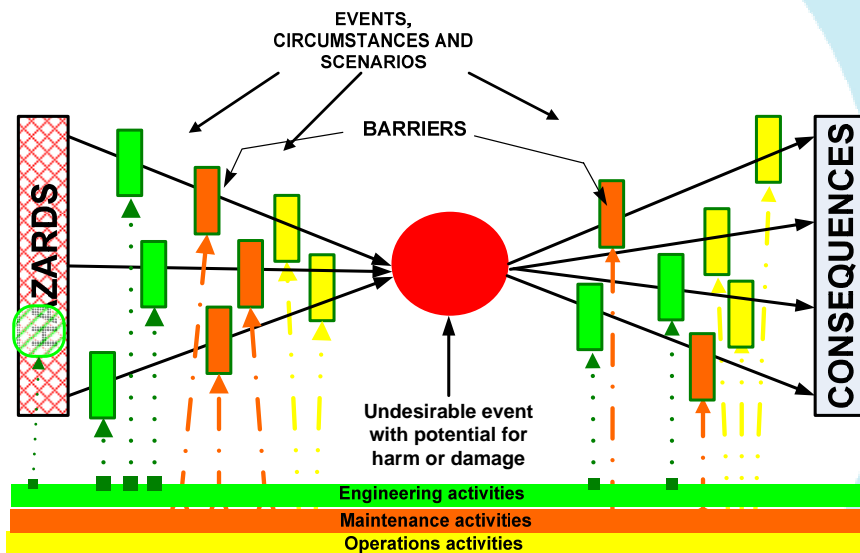 EVENTS,
CIRCUMSTANCES AND
SCENARIOS
BARRIERS
AZARDS
CONSEQUENCES
Undesirable event
with potential for
harm or damage
Engineering activities
Maintenance activities
Operations activities